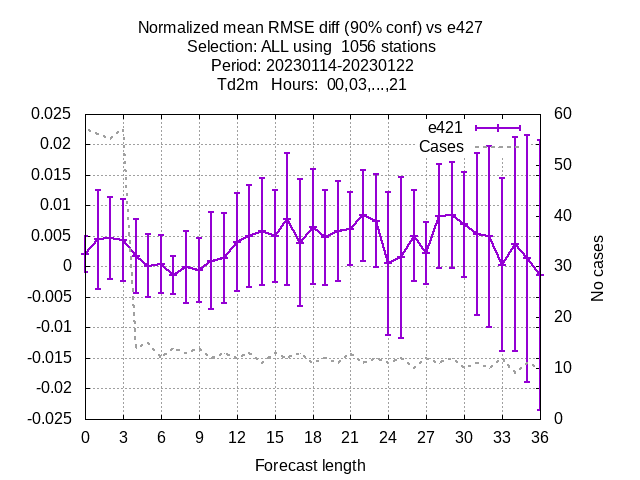 Normalized mean RMSE diff (90% conf) vs e427
Selection: ALL using  1056 stations
Period: 20230114-20230122
Td2m   Hours:  00,03,...,21
e421
Cases
0.025
0.02
0.015
0.01
0.005
0
-0.005
-0.01
-0.015
-0.02
-0.025
60
50
40
30
20
10
0
No cases
0 3 6 9 12 15 18 21 24 27 30 33 36
Forecast length